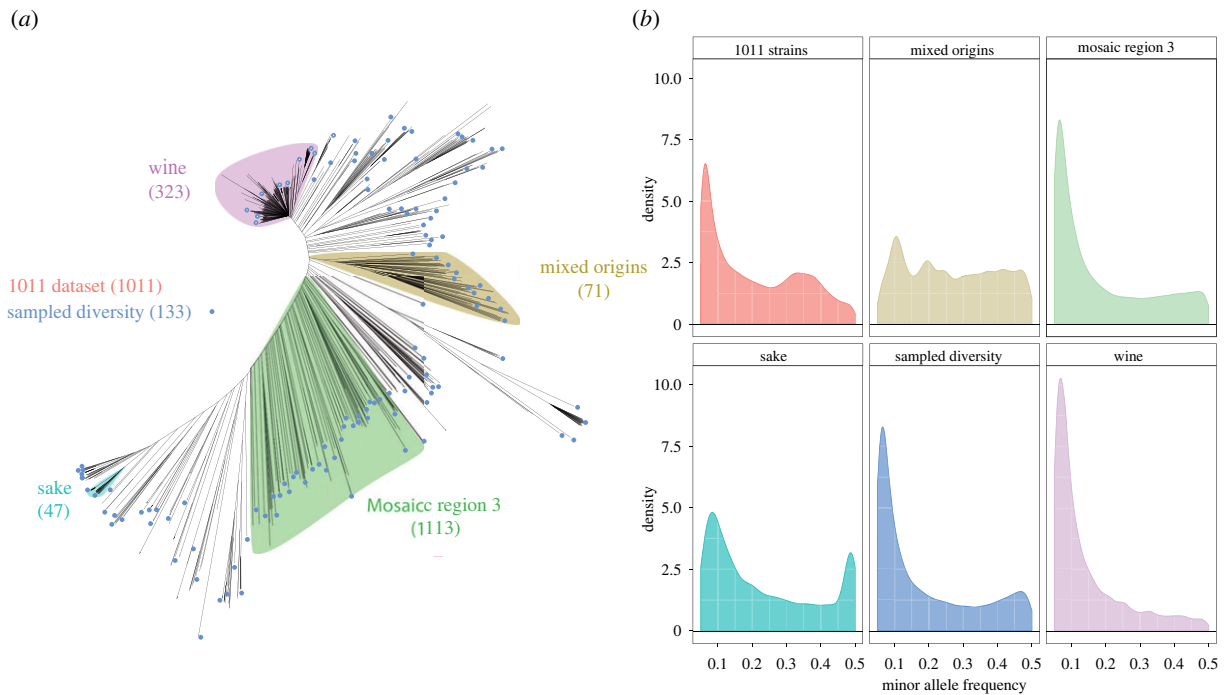 (a)
wine
(323)
mixed origins
(71)
1011 dataset (1011)
sampled diversity (133)
Mosaicc region 3
(1113)
sake
(47)
(b)
1011 strains
mixed origins
mosaic region 3
10.0
7.5
5.0
2.5
0
density
sake
sampled diversity
wine
10.0
7.5
5.0
2.5
0
density
0.1 0.2 0.3 0.4 0.5
0.1 0.2 0.3 0.4 0.5
0.1 0.2 0.3 0.4 0.5
minor allele frequency